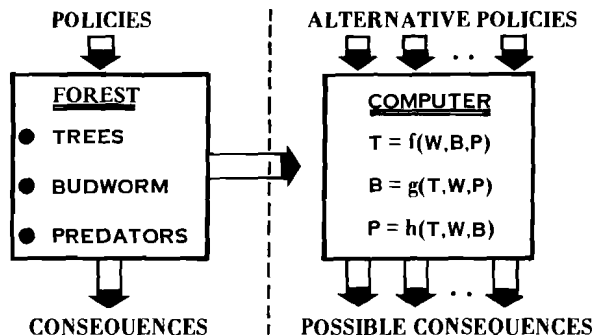 POLICIES
FOREST
● TREES
● BUDWORM
● PREDATORS
CONSEQUENCES
ALTERNATIVE POLICIES
. .
COMPUTER
T = f(W,B,P)
B = g(T,W,P)
P = h(T,W,B)
. .
POSSIBLE CONSEQUENCES